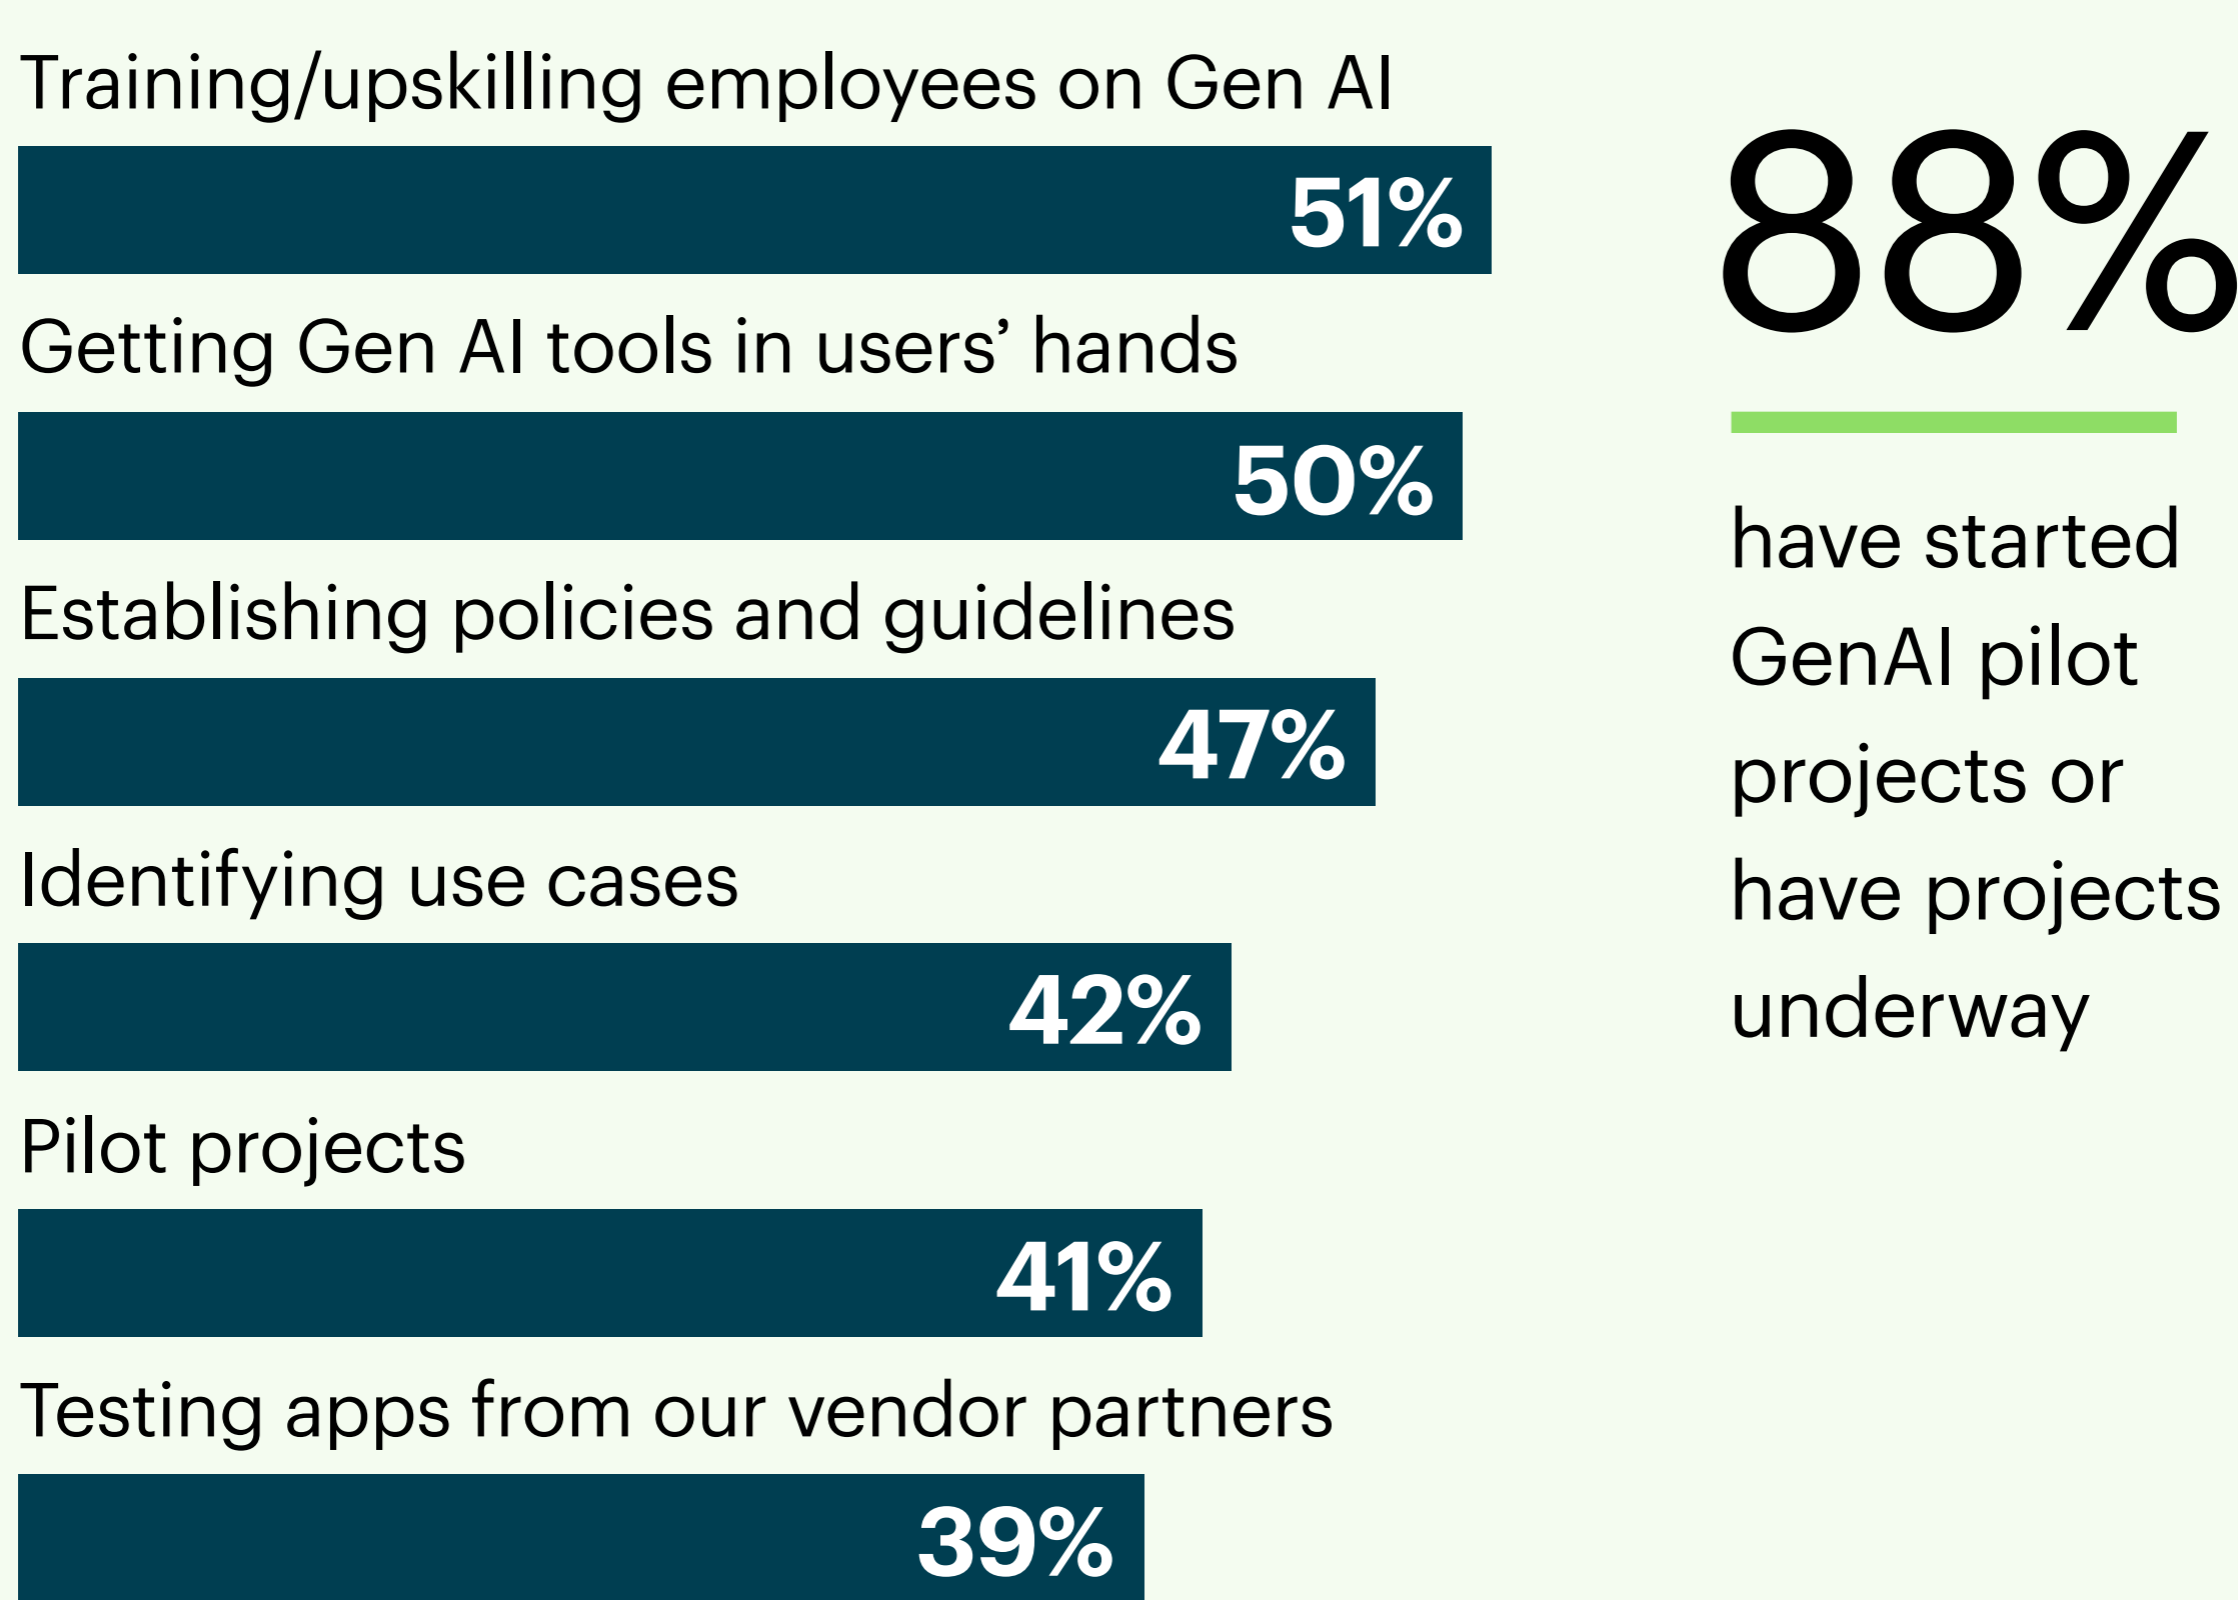 Training/upskilling employees on Gen AI
51%
Getting Gen AI tools in users’ hands
50%
Establishing policies and guidelines
47%
Identifying use cases
42%
Pilot projects
41%
Testing apps from our vendor partners
39%
88%
have started
GenAI pilot
projects or
have projects
underway